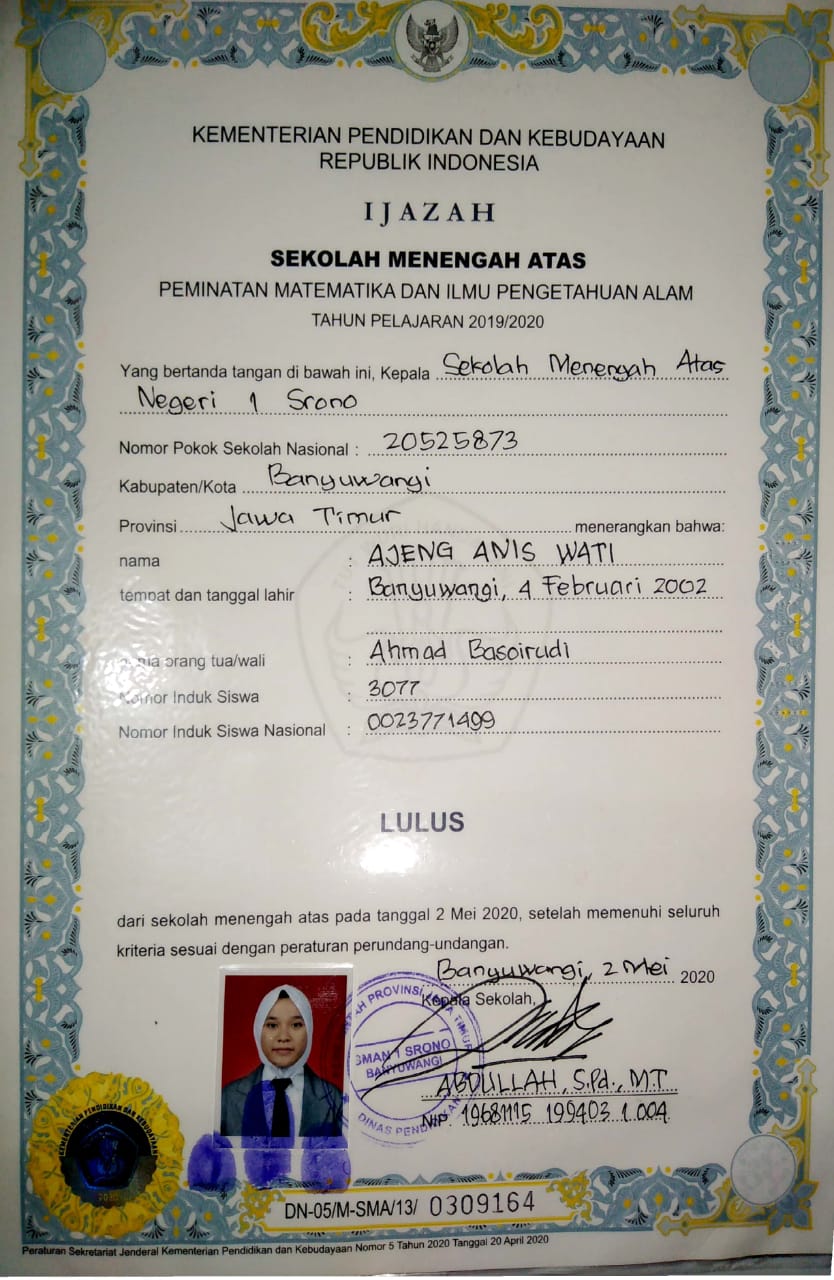 KEMENTERIAN PENDIDIKAN DAN KEBUDAYAAN
REPUBLIK INDONESIA
IJAZAH
SEKOLAH MENENGAH ATAS
PEMINATAN MATEMATIKA DAN ILMU PENGETAHUAN ALAM
TAHUN PELAJARAN 2019/2020
Yang bertanda tangan di bawah ini, Kepala Sekolah Menengah Atas
Negeri 1 Srono
Nomor Pokok Sekolah Nasional : 20525873
Kabupaten/Kota Banyuwangi
Provinsi Jawa Timur menerangkan bahwa:
nama : AJENG ANIS WATI
tempat dan tanggal lahir : Banyuwangi, 4 Februari 2002
nama orang tua/wali : Ahmad Basoirudi
Nomor Induk Siswa : 3077
Nomor Induk Siswa Nasional : 0023771499
LULUS
dari sekolah menengah atas pada tanggal 2 Mei 2020, setelah memenuhi seluruh
kriteria sesuai dengan peraturan perundang-undangan.
Banyuwangi, 2 Mei 2020
Kepala Sekolah,
PROVINSI JAWA TIMUR
SMAN 1 SRONO
BANYUWANGI
DINAS PENDIDIKAN
ABDULLAH, S.Pd., M.T
NIP. 19681115 199403 1 004
KEMENTERIAN PENDIDIKAN DAN KEBUDAYAAN
DN-05/M-SMA/13/ 0309164
Peraturan Sekretariat Jenderal Kementerian Pendidikan dan Kebudayaan Nomor 5 Tahun 2020 Tanggal 20 April 2020